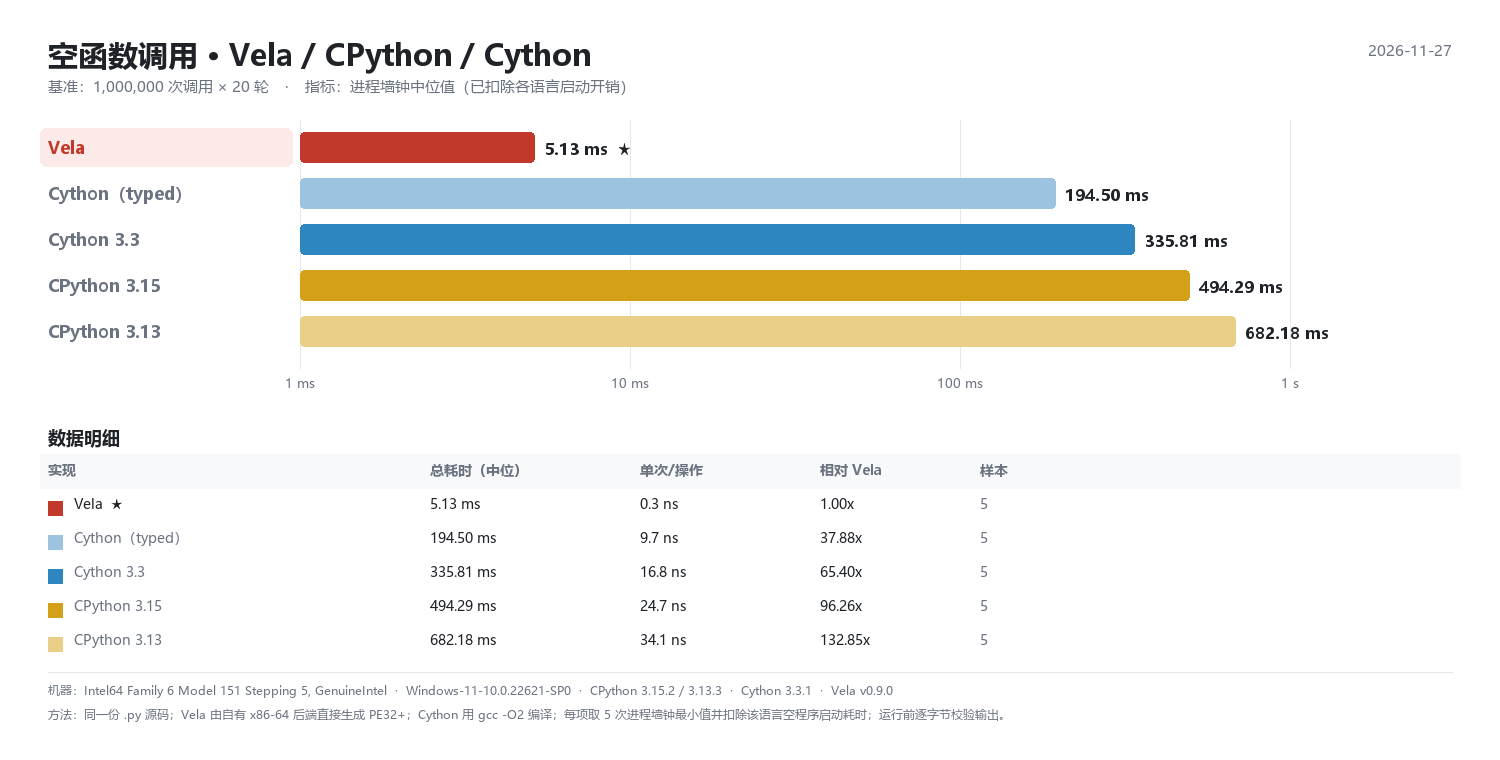 空函数调用 • Vela / CPython / Cython
2026-11-27
基准：1,000,000 次调用 × 20 轮 · 指标：进程墙钟中位值（已扣除各语言启动开销）
Vela 5.13 ms ★
Cython（typed） 194.50 ms
Cython 3.3 335.81 ms
CPython 3.15 494.29 ms
CPython 3.13 682.18 ms
1 ms 10 ms 100 ms 1 s
数据明细
实现 总耗时（中位） 单次/操作 相对 Vela 样本
Vela ★ 5.13 ms 0.3 ns 1.00x 5
Cython（typed） 194.50 ms 9.7 ns 37.88x 5
Cython 3.3 335.81 ms 16.8 ns 65.40x 5
CPython 3.15 494.29 ms 24.7 ns 96.26x 5
CPython 3.13 682.18 ms 34.1 ns 132.85x 5
机器：Intel64 Family 6 Model 151 Stepping 5, GenuineIntel · Windows-11-10.0.22621-SP0 · CPython 3.15.2 / 3.13.3 · Cython 3.3.1 · Vela v0.9.0
方法：同一份 .py 源码；Vela 由自有 x86-64 后端直接生成 PE32+；Cython 用 gcc -O2 编译；每项取 5 次进程墙钟最小值并扣除该语言空程序启动耗时；运行前逐字节校验输出。